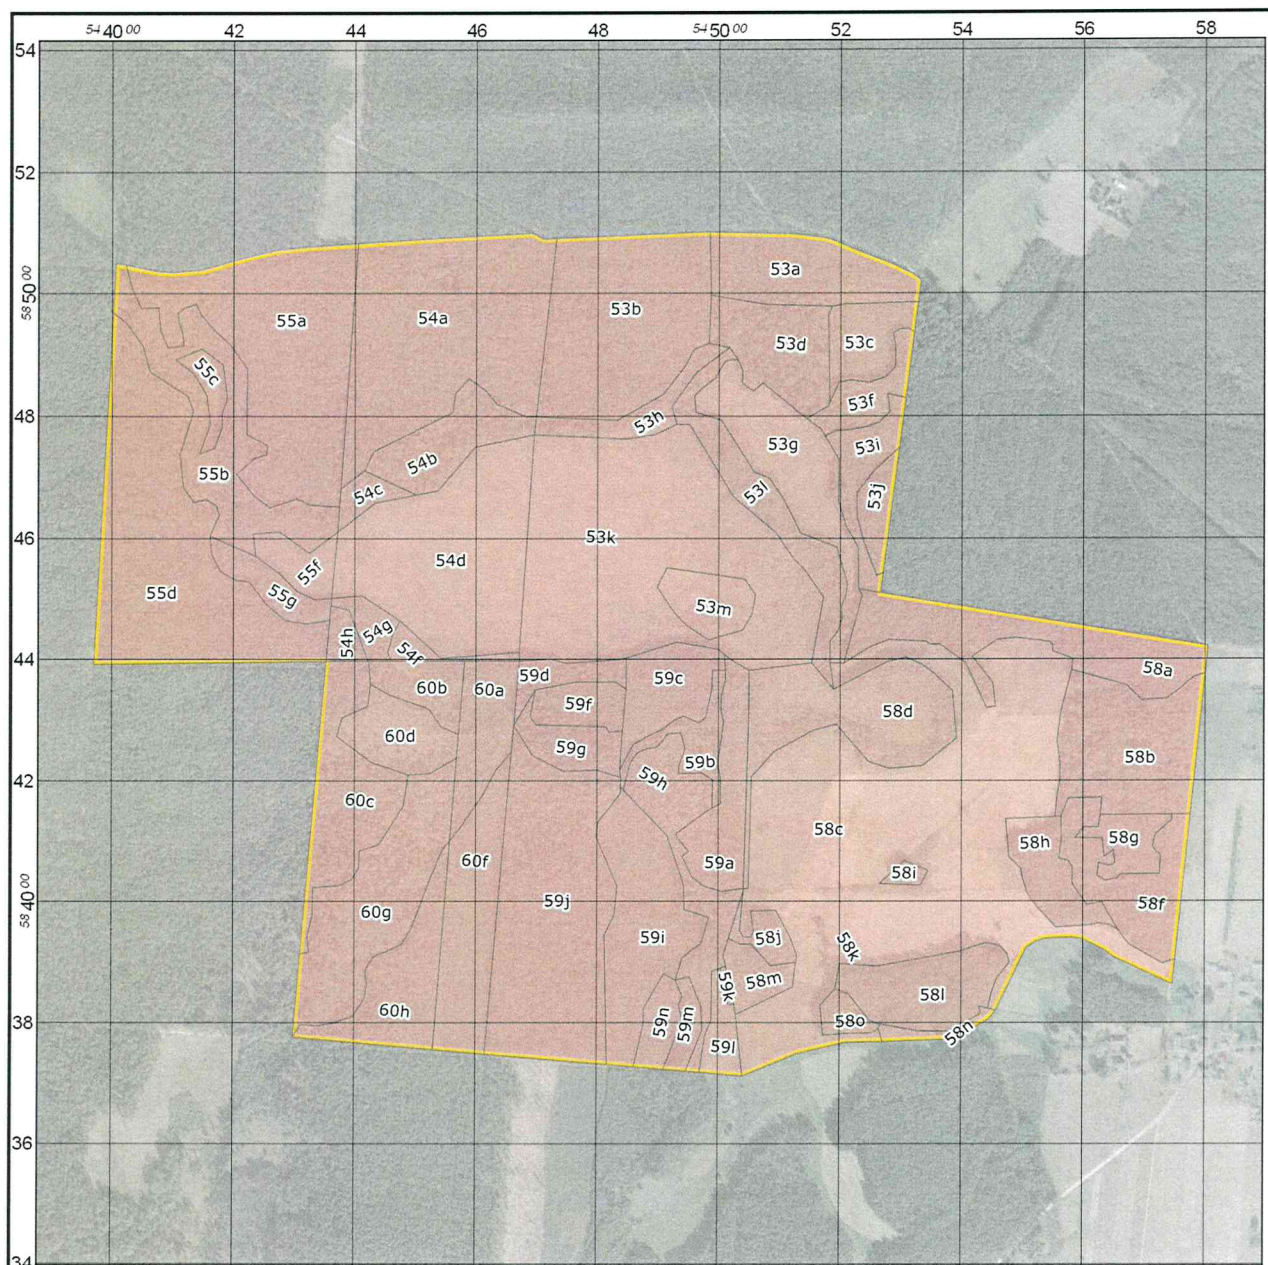 54 40 00 42 44 46 48 54 50 00 52 54 56 58
54
52
53a
58 50 00
55a 54a 53b
53d 53c
55c
48
53f
53h
53g 53i
55b 54b
54c 53l 53j
46
53k
54d
55f
55d 55g
53m
54g
54h
54f
44
58a
59d 59c
60b 60a
59f
58d
60d
59g
59b 58b
59h
42
60c
58c
58g
58h
60f 59a
58i
58 40 00
59j 58f
60g
59i 58j 58k
58m
59k
58l
60h
38
59n 59m 58o
58n
59l
36
34